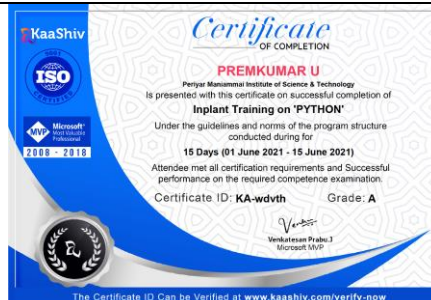 KaaShiv
Certificate
OF COMPLETION
PREMKUMAR U
Periyar Maniammai Institute of Science & Technology
Is presented with this certificate on successful completion of
Inplant Training on 'PYTHON'
Under the guidelines and norms of the program structure
conducted during for
15 Days (01 June 2021 - 15 June 2021)
Attendee met all certification requirements and Successful
performance on the required competence examination.
Certificate ID: KA-wdvth Grade: A
Venkatesan Prabu.J
Microsoft MVP
9001
ISO
CERTIFIED
MVP
Microsoft®
Most Valuable
Professional
2008 - 2018
The Certificate ID Can be Verified at www.kaashiv.com/verify-now